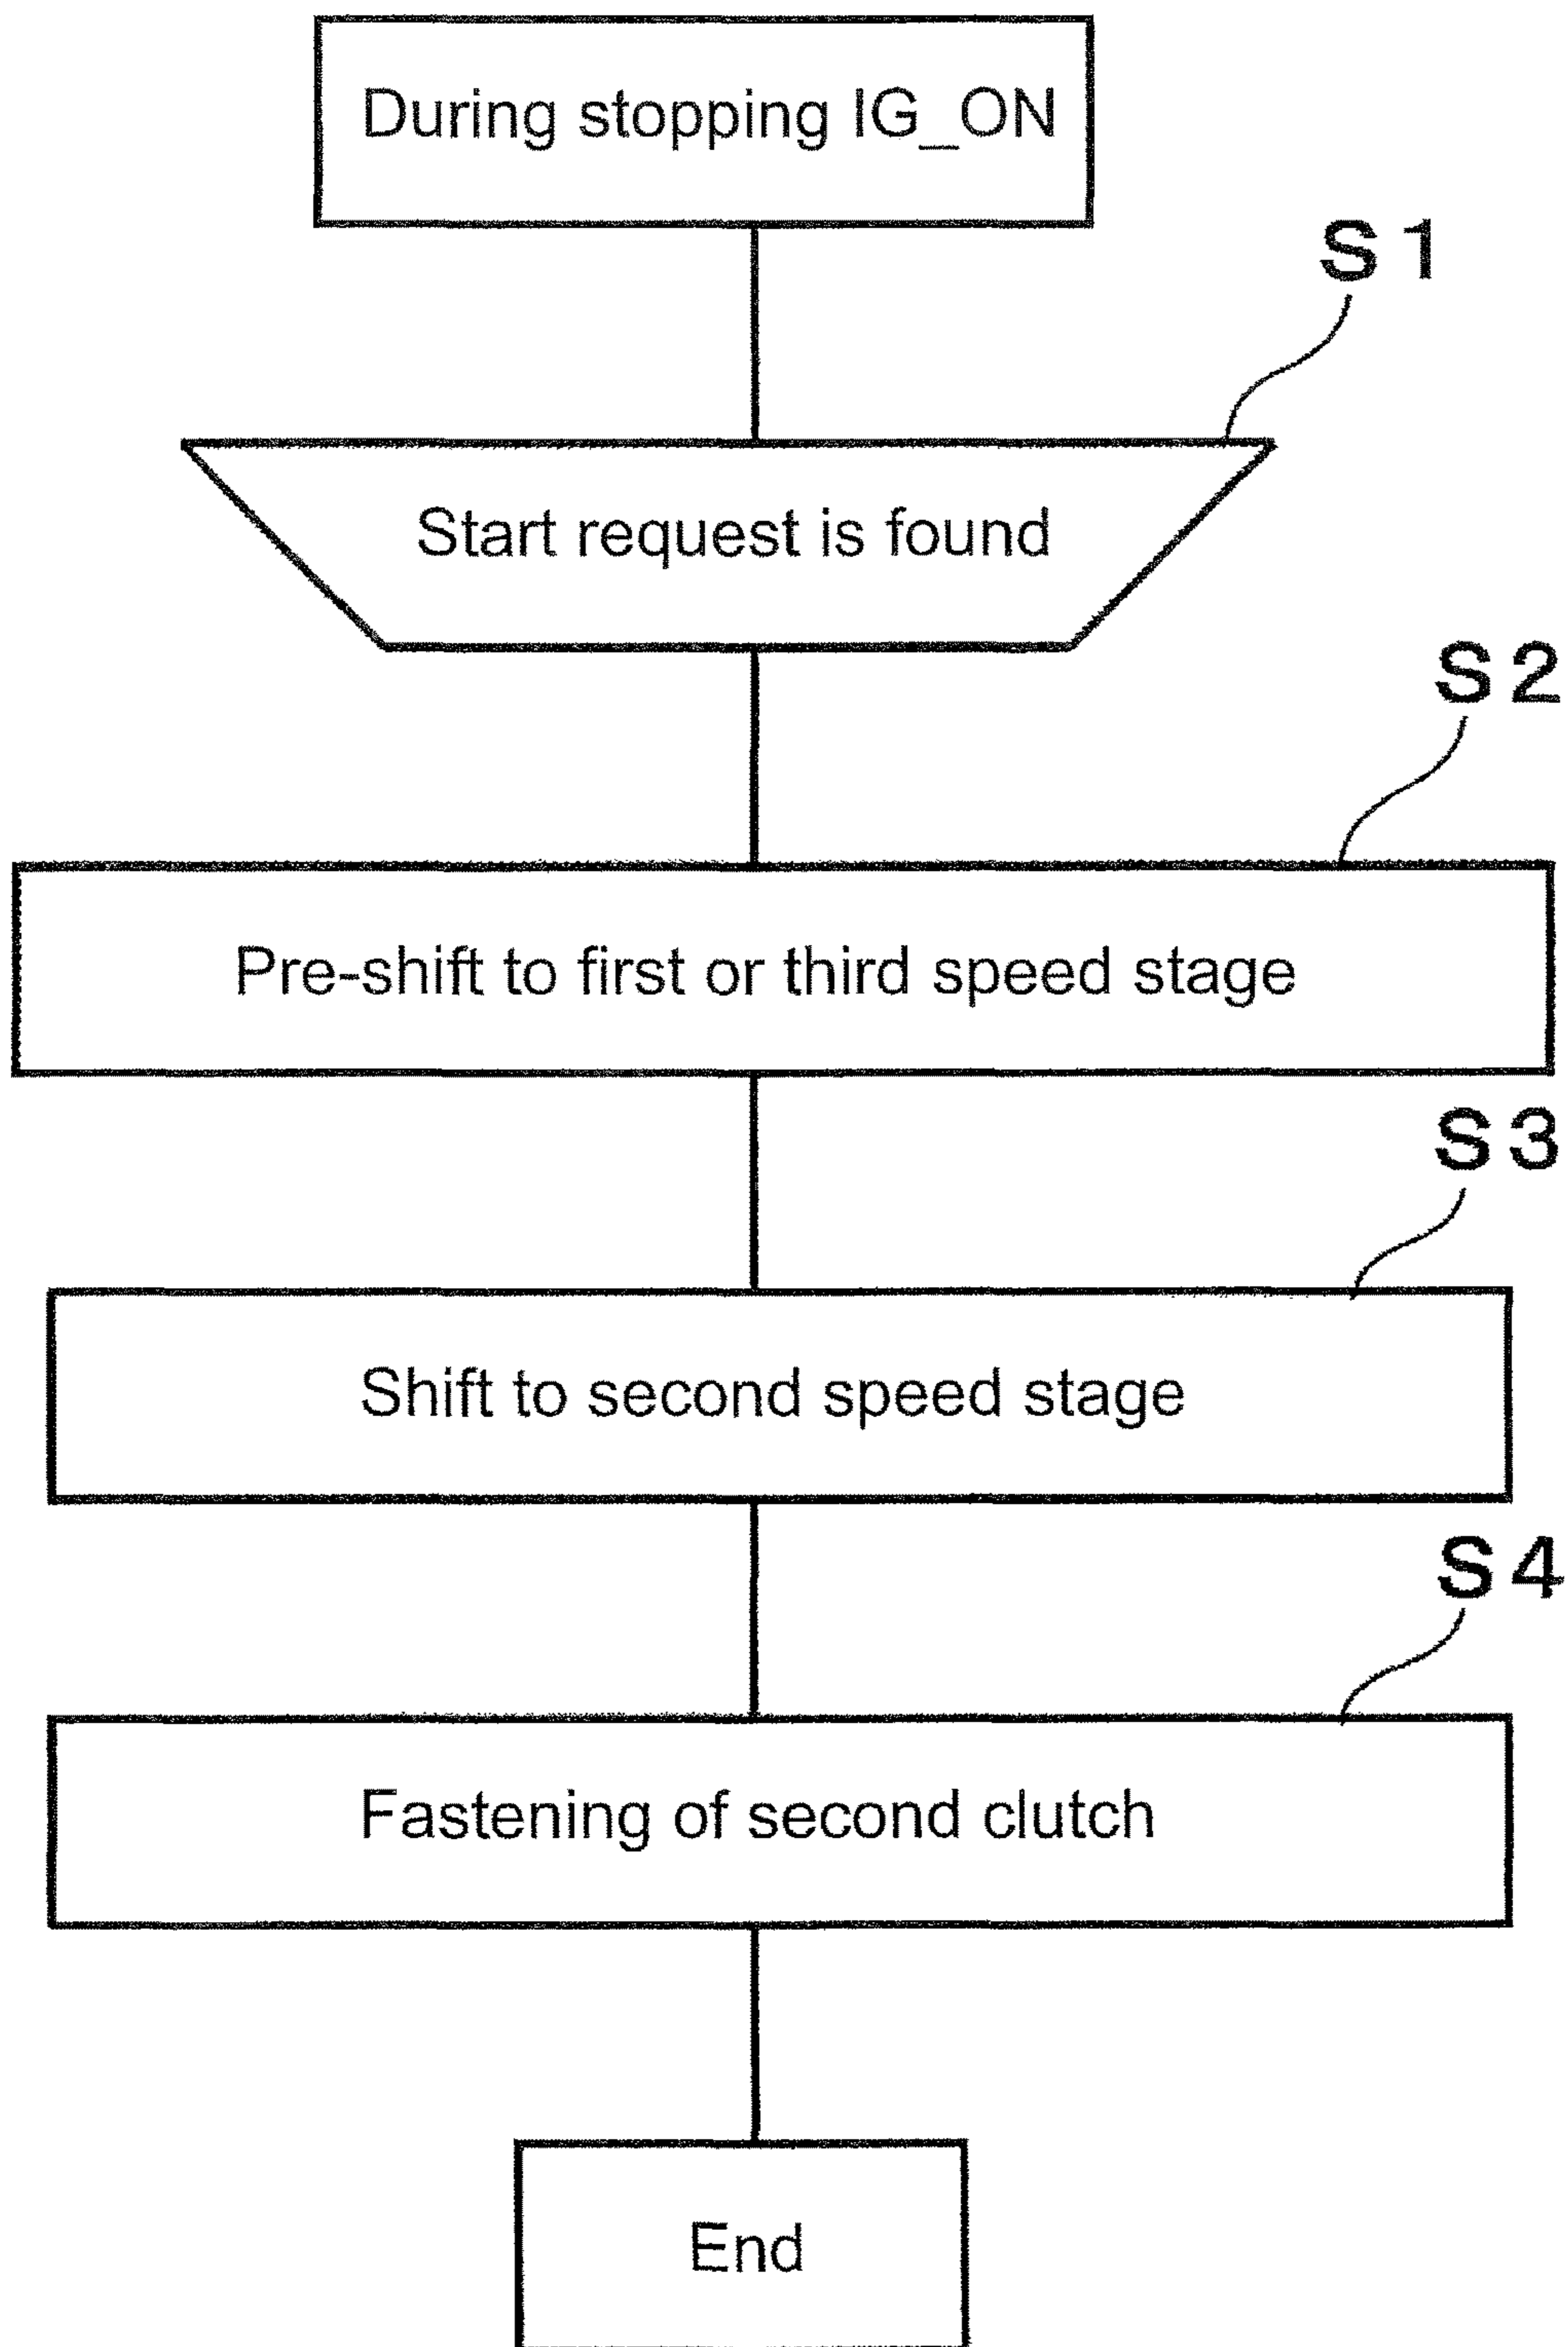 During stopping IG_ON
S1
Start request is found
S2
Pre-shift to first or third speed stage
S3
Shift to second speed stage
S4
Fastening of second clutch
End